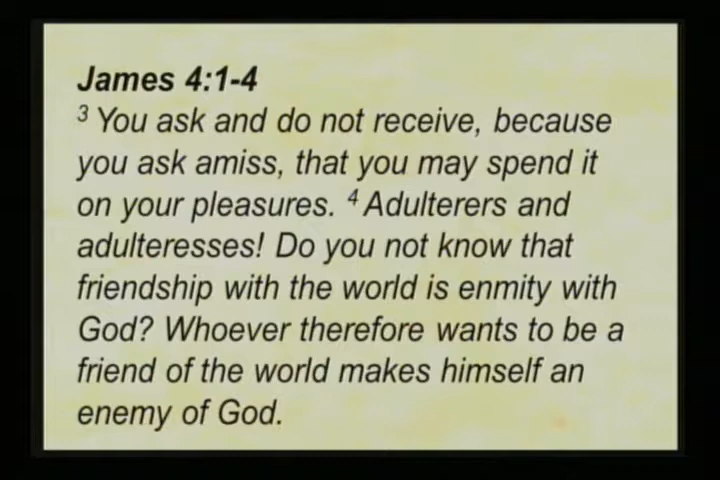 James 4:1-4
3 You ask and do not receive, because
you ask amiss, that you may spend it
on your pleasures. 4 Adulterers and
adulteresses! Do you not know that
friendship with the world is enmity with
God? Whoever therefore wants to be a
friend of the world makes himself an
enemy of God.